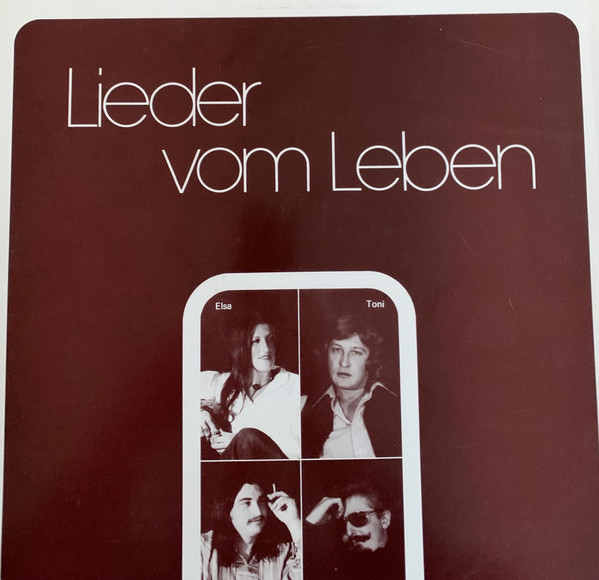 Lieder
vom Leben
Elsa
Toni